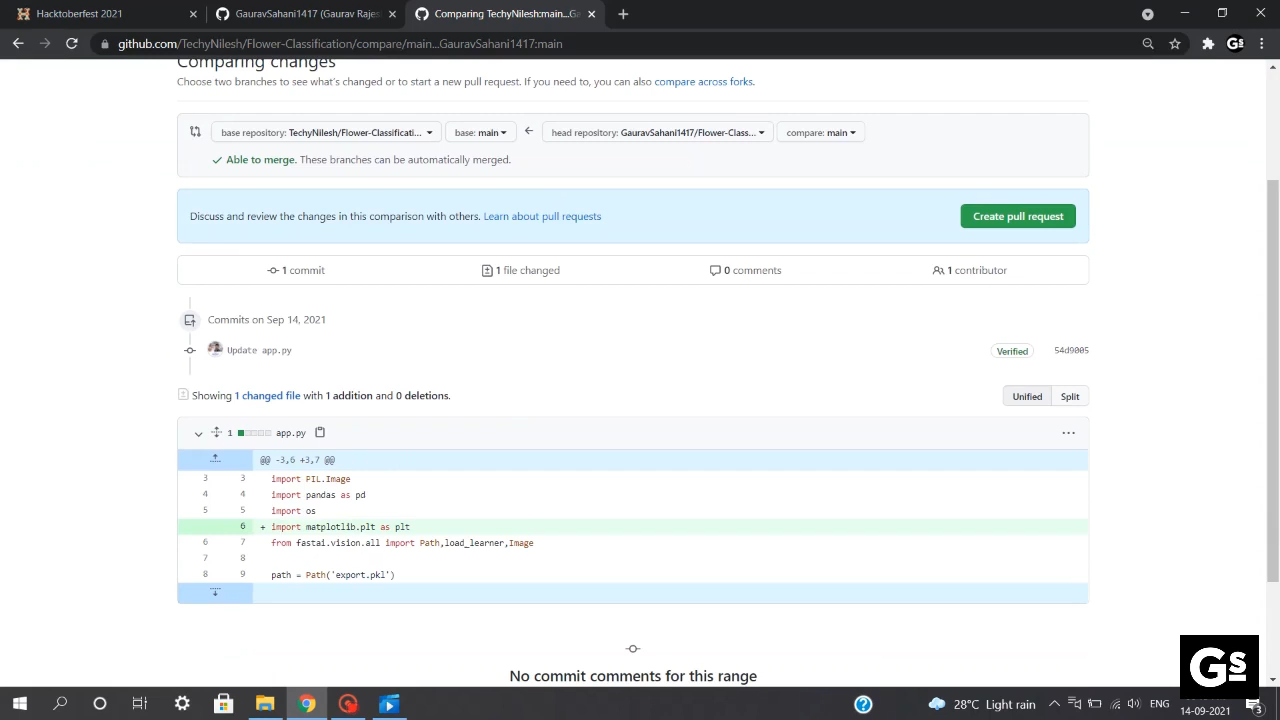 Hacktoberfest 2021
GauravSahani1417 (Gaurav Rajes
Comparing TechyNilesh:main...Ga
github.com/TechyNilesh/Flower-Classification/compare/main...GauravSahani1417:main
Gs
Comparing changes
Choose two branches to see what's changed or to start a new pull request. If you need to, you can also compare across forks.
base repository: TechyNilesh/Flower-Classificati... base: main head repository: GauravSahani1417/Flower-Class... compare: main
Able to merge. These branches can be automatically merged.
Discuss and review the changes in this comparison with others. Learn about pull requests
Create pull request
1 commit 1 file changed 0 comments 1 contributor
Commits on Sep 14, 2021
Update app.py Verified 54d9005
Showing 1 changed file with 1 addition and 0 deletions.
Unified Split
1 app.py
@@ -3,6 +3,7 @@
3 3 import PIL.Image
4 4 import pandas as pd
5 5 import os
6 + import matplotlib.plt as plt
6 7 from fastai.vision.all import Path,load_learner,Image
7 8
8 9 path = Path('export.pkl')
No commit comments for this range
Gs
28°C Light rain ENG
14-09-2021 3